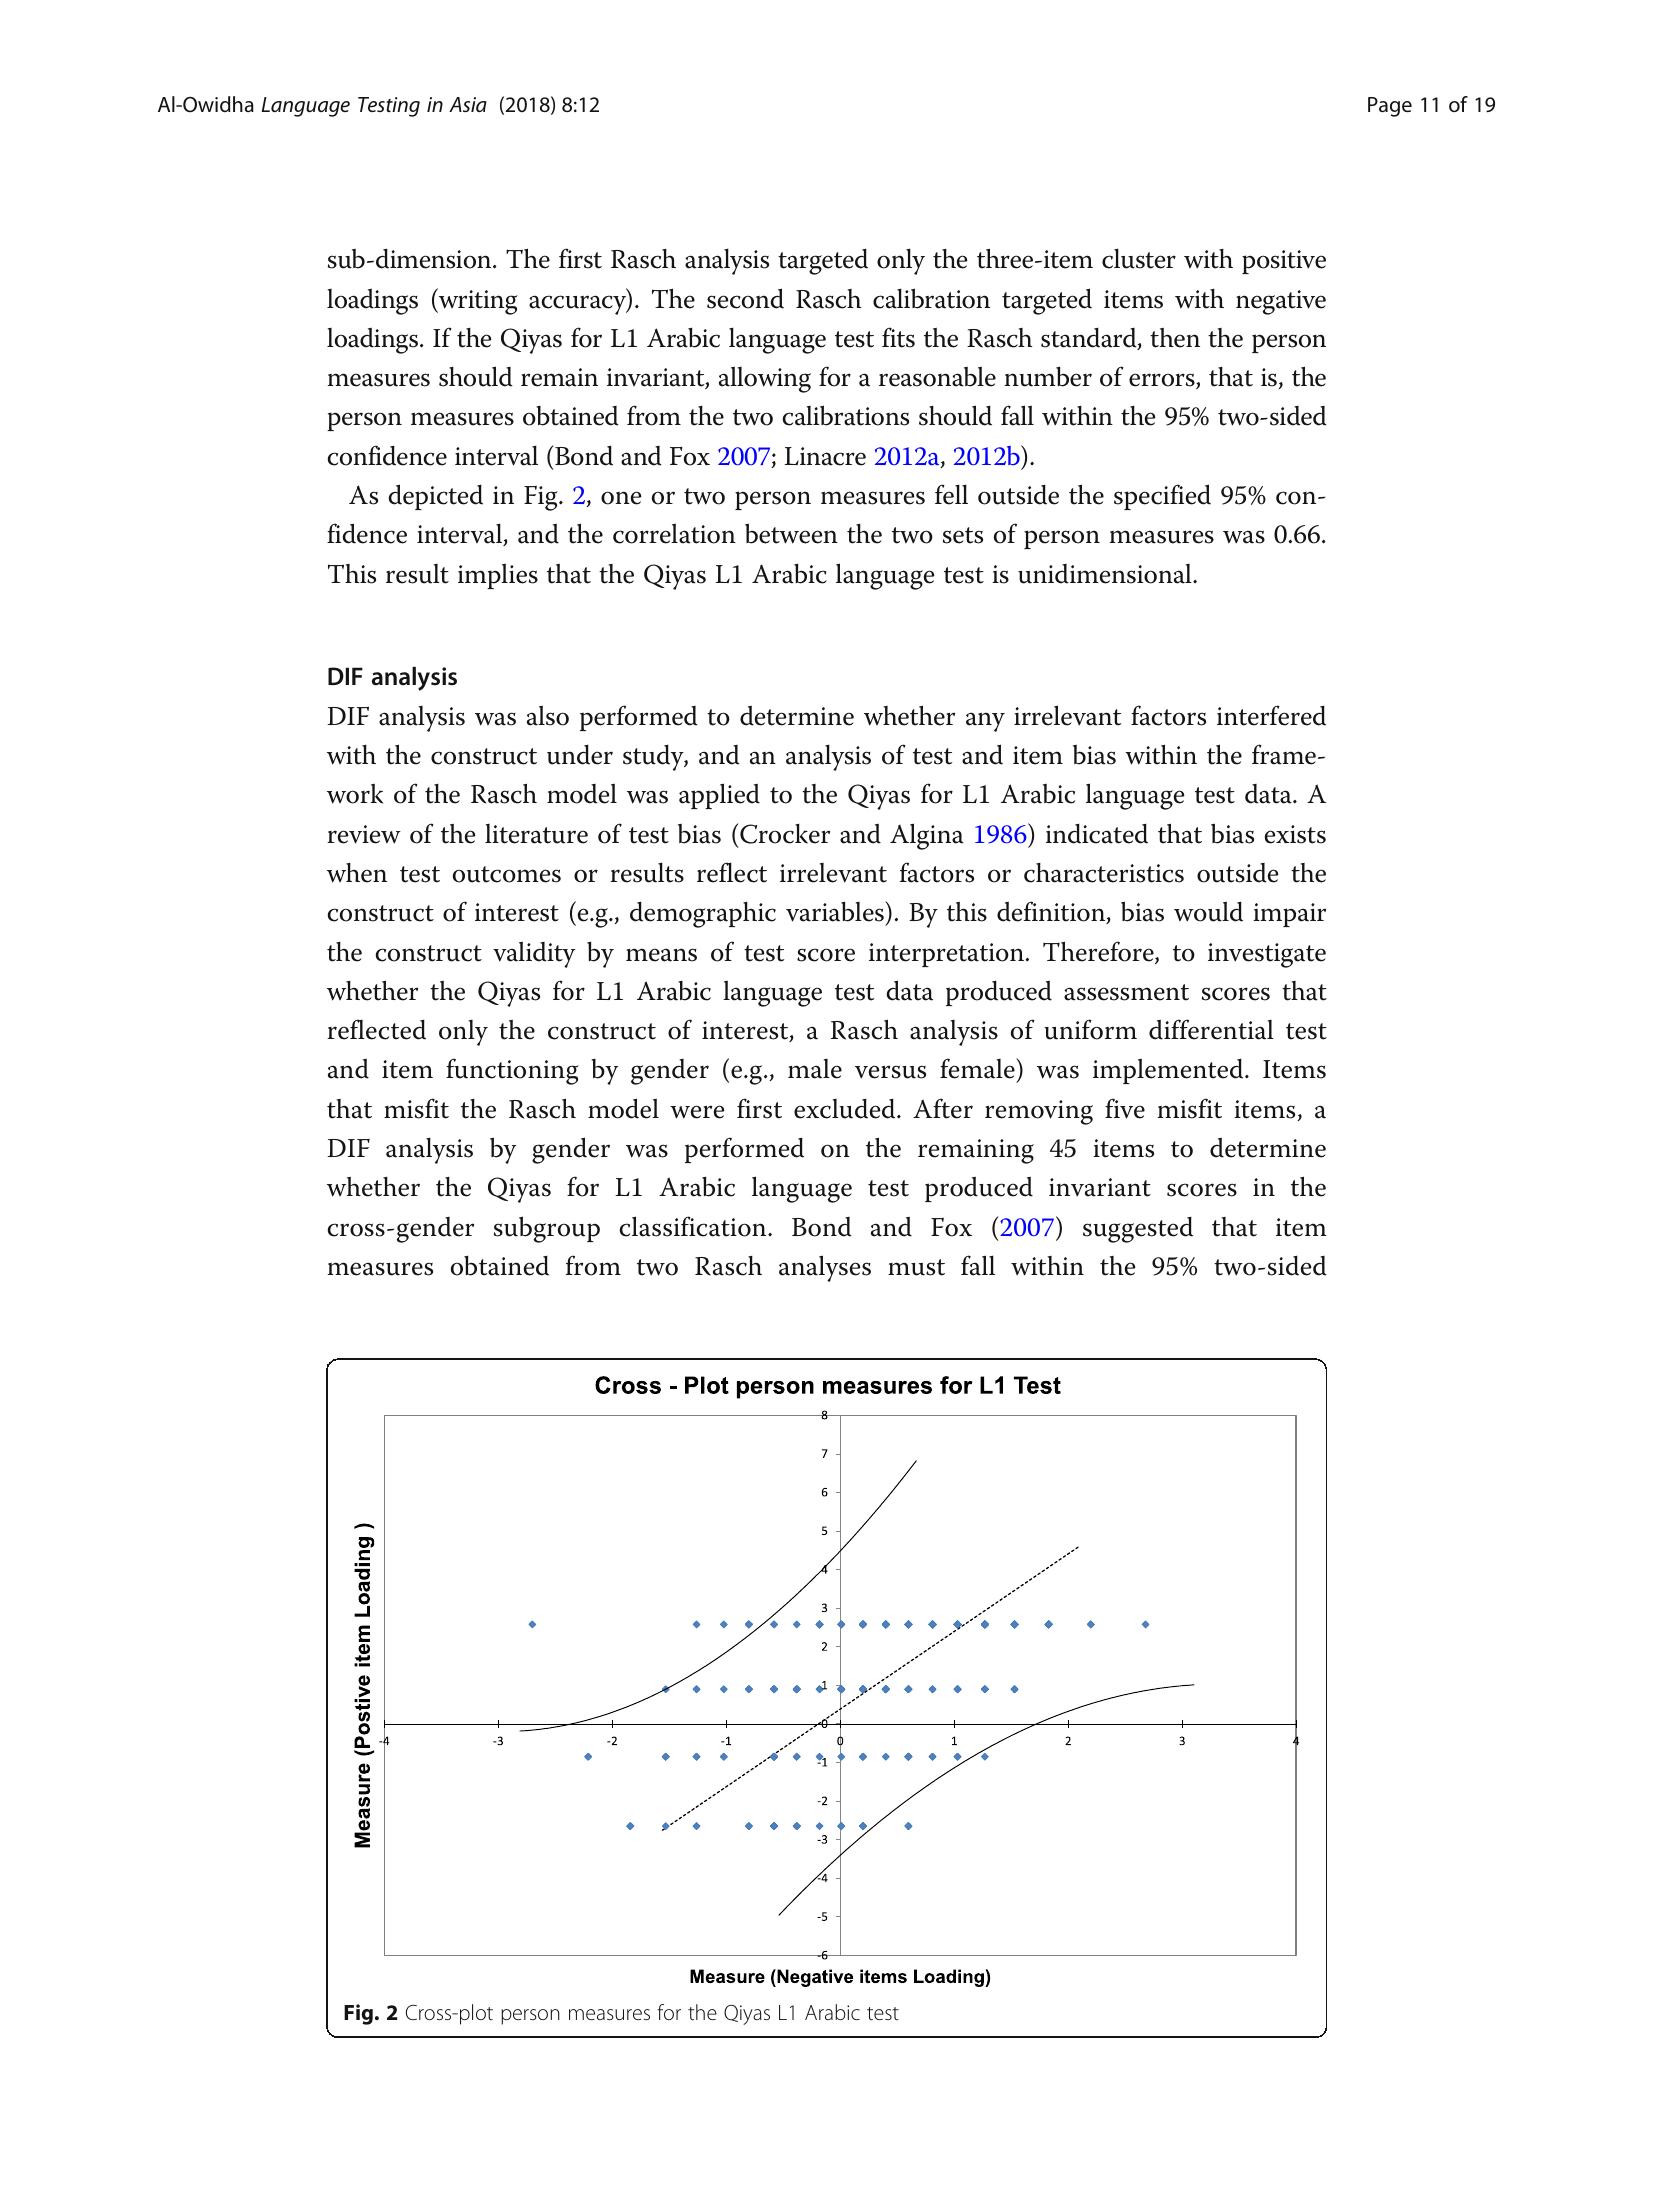 Al-Owidha Language Testing in Asia (2018) 8:12
Page 11 of 19
sub-dimension. The first Rasch analysis targeted only the three-item cluster with positive
loadings (writing accuracy). The second Rasch calibration targeted items with negative
loadings. If the Qiyas for L1 Arabic language test fits the Rasch standard, then the person
measures should remain invariant, allowing for a reasonable number of errors, that is, the
person measures obtained from the two calibrations should fall within the 95% two-sided
confidence interval (Bond and Fox 2007; Linacre 2012a, 2012b).
As depicted in Fig. 2, one or two person measures fell outside the specified 95% con-
fidence interval, and the correlation between the two sets of person measures was 0.66.
This result implies that the Qiyas L1 Arabic language test is unidimensional.
DIF analysis
DIF analysis was also performed to determine whether any irrelevant factors interfered
with the construct under study, and an analysis of test and item bias within the frame-
work of the Rasch model was applied to the Qiyas for L1 Arabic language test data. A
review of the literature of test bias (Crocker and Algina 1986) indicated that bias exists
when test outcomes or results reflect irrelevant factors or characteristics outside the
construct of interest (e.g., demographic variables). By this definition, bias would impair
the construct validity by means of test score interpretation. Therefore, to investigate
whether the Qiyas for L1 Arabic language test data produced assessment scores that
reflected only the construct of interest, a Rasch analysis of uniform differential test
and item functioning by gender (e.g., male versus female) was implemented. Items
that misfit the Rasch model were first excluded. After removing five misfit items, a
DIF analysis by gender was performed on the remaining 45 items to determine
whether the Qiyas for L1 Arabic language test produced invariant scores in the
cross-gender subgroup classification. Bond and Fox (2007) suggested that item
measures obtained from two Rasch analyses must fall within the 95% two-sided
Cross - Plot person measures for L1 Test
Measure (Postive item Loading )
8
7
6
5
4
3
2
1
0
-1
-2
-3
-4
-5
-6
-4 -3 -2 -1 0 1 2 3 4
Measure (Negative items Loading)
Fig. 2 Cross-plot person measures for the Qiyas L1 Arabic test